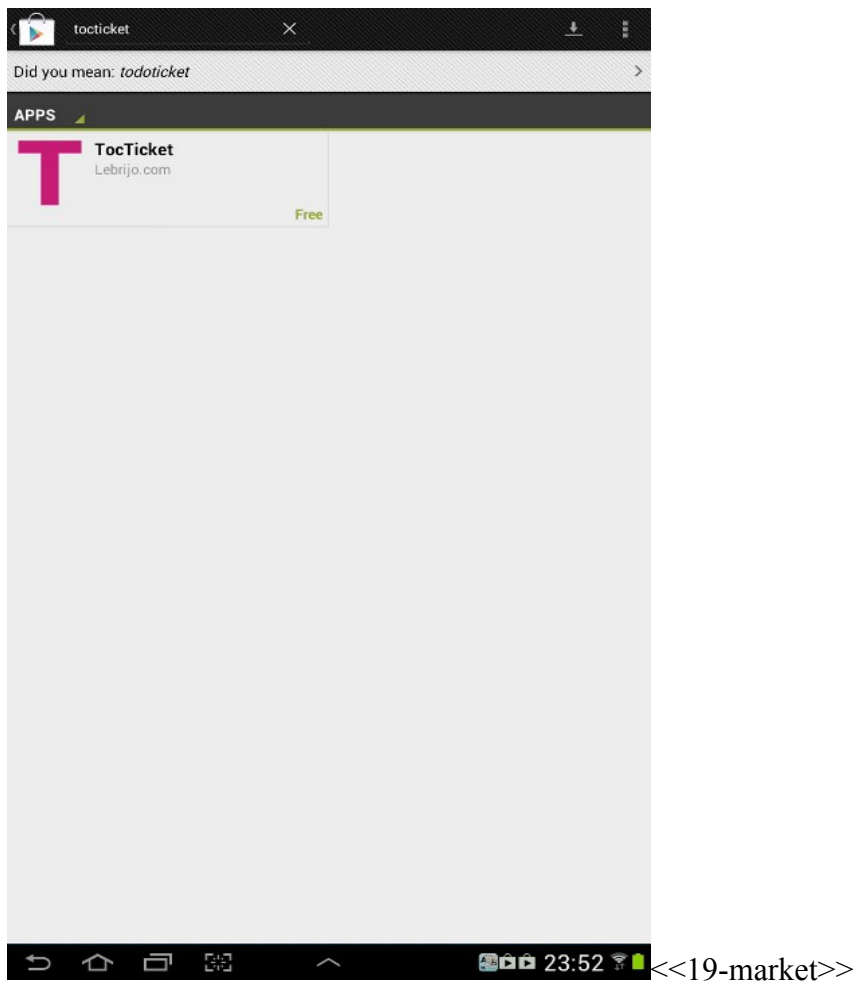 tocticket
Did you mean: todoticket
APPS
TocTicket
Lebrijo.com
Free
23:52
<<19-market>>